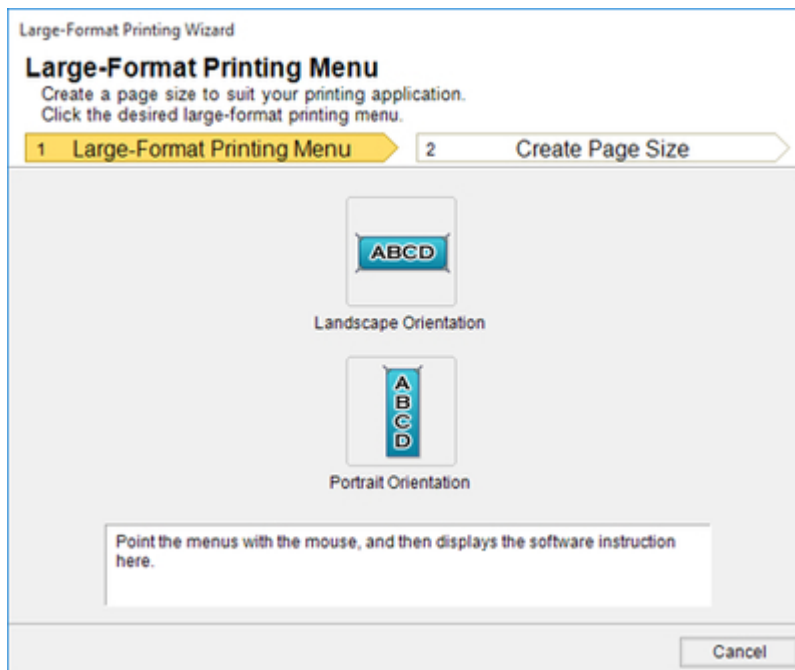 Large-Format Printing Wizard
Large-Format Printing Menu
Create a page size to suit your printing application.
Click the desired large-format printing menu.
1 Large-Format Printing Menu 2 Create Page Size
ABCD
Landscape Orientation
A
B
C
D
Portrait Orientation
Point the menus with the mouse, and then displays the software instruction
here.
Cancel